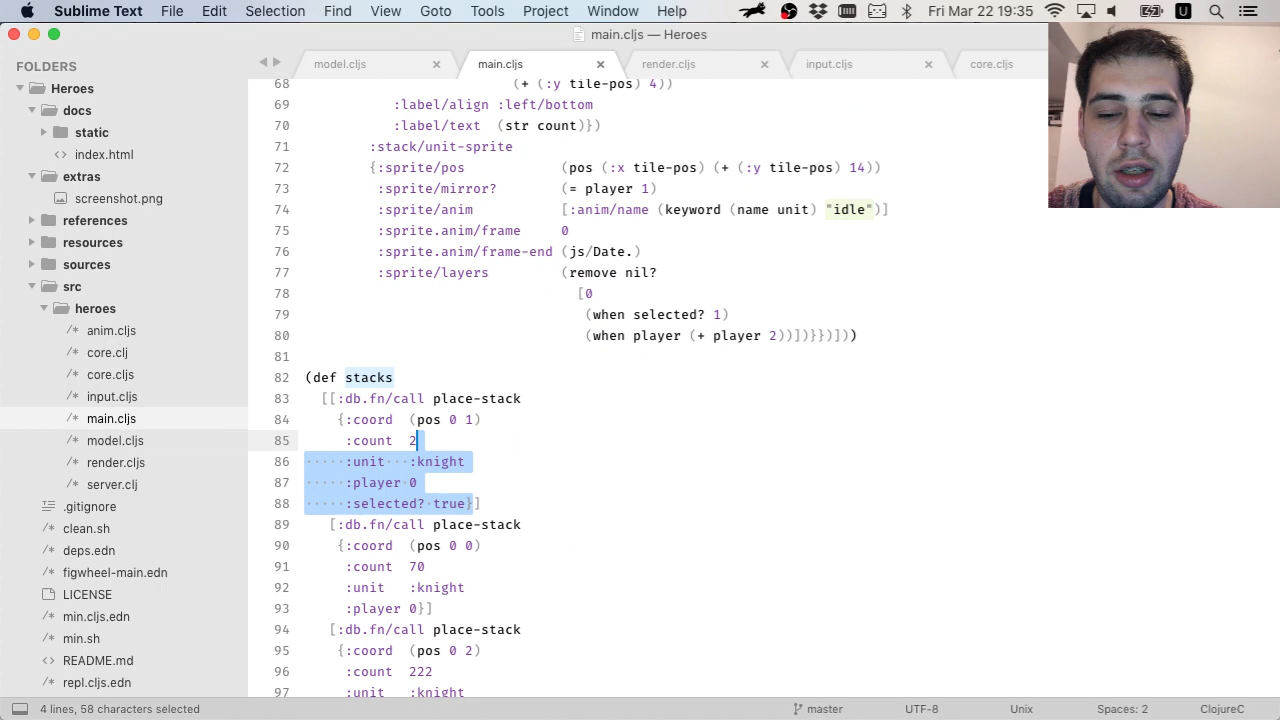 Sublime Text File Edit Selection Find View Goto Tools Project Window Help Fri Mar 22 19:35
main.cljs — Heroes
FOLDERS
Heroes
docs
static
index.html
extras
screenshot.png
references
resources
sources
src
heroes
anim.cljs
core.clj
core.cljs
input.cljs
main.cljs
model.cljs
render.cljs
server.clj
.gitignore
clean.sh
deps.edn
figwheel-main.edn
LICENSE
min.cljs.edn
min.sh
README.md
repl.cljs.edn
model.cljs main.cljs render.cljs input.cljs core.cljs
68 (+ (:y tile-pos) 4))
69 :label/align :left/bottom
70 :label/text (str count)})
71 :stack/unit-sprite
72 {:sprite/pos (pos (:x tile-pos) (+ (:y tile-pos) 14))
73 :sprite/mirror? (= player 1)
74 :sprite/anim [:anim/name (keyword (name unit) "idle")]
75 :sprite.anim/frame 0
76 :sprite.anim/frame-end (js/Date.)
77 :sprite/layers (remove nil?
78 [0
79 (when selected? 1)
80 (when player (+ player 2))])}})]))
81
82 (def stacks
83 [[:db.fn/call place-stack
84 {:coord (pos 0 1)
85 :count 2
86 :unit :knight
87 :player 0
88 :selected? true}]
89 [:db.fn/call place-stack
90 {:coord (pos 0 0)
91 :count 70
92 :unit :knight
93 :player 0}]
94 [:db.fn/call place-stack
95 {:coord (pos 0 2)
96 :count 222
97 :unit :knight
4 lines, 58 characters selected master UTF-8 Unix Spaces: 2 ClojureC